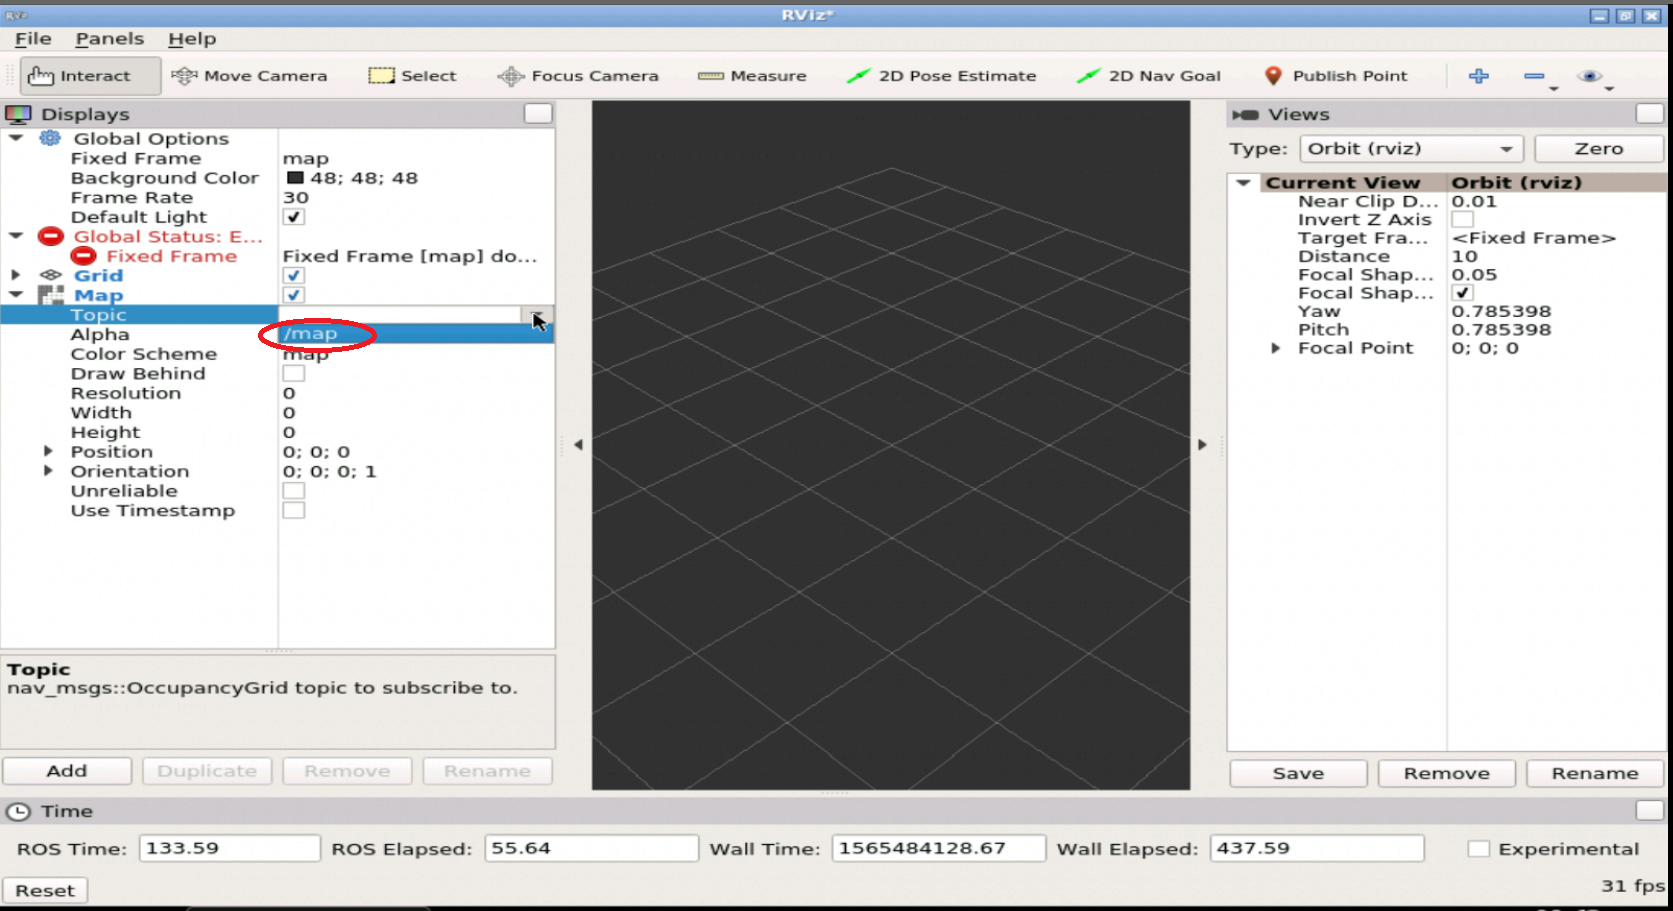 RViz*
File Panels Help
Interact Move Camera Select Focus Camera Measure 2D Pose Estimate 2D Nav Goal Publish Point
Displays
Global Options
Fixed Frame map
Background Color 48; 48; 48
Frame Rate 30
Default Light
Global Status: E...
Fixed Frame Fixed Frame [map] do...
Grid
Map
Topic
Alpha /map
Color Scheme map
Draw Behind
Resolution 0
Width 0
Height 0
Position 0; 0; 0
Orientation 0; 0; 0; 1
Unreliable
Use Timestamp
Topic
nav_msgs::OccupancyGrid topic to subscribe to.
Add Duplicate Remove Rename
Views
Type: Orbit (rviz) Zero
Current View Orbit (rviz)
Near Clip D... 0.01
Invert Z Axis
Target Fra... <Fixed Frame>
Distance 10
Focal Shap... 0.05
Focal Shap...
Yaw 0.785398
Pitch 0.785398
Focal Point 0; 0; 0
Save Remove Rename
Time
ROS Time: 133.59 ROS Elapsed: 55.64 Wall Time: 1565484128.67 Wall Elapsed: 437.59 Experimental
Reset 31 fps